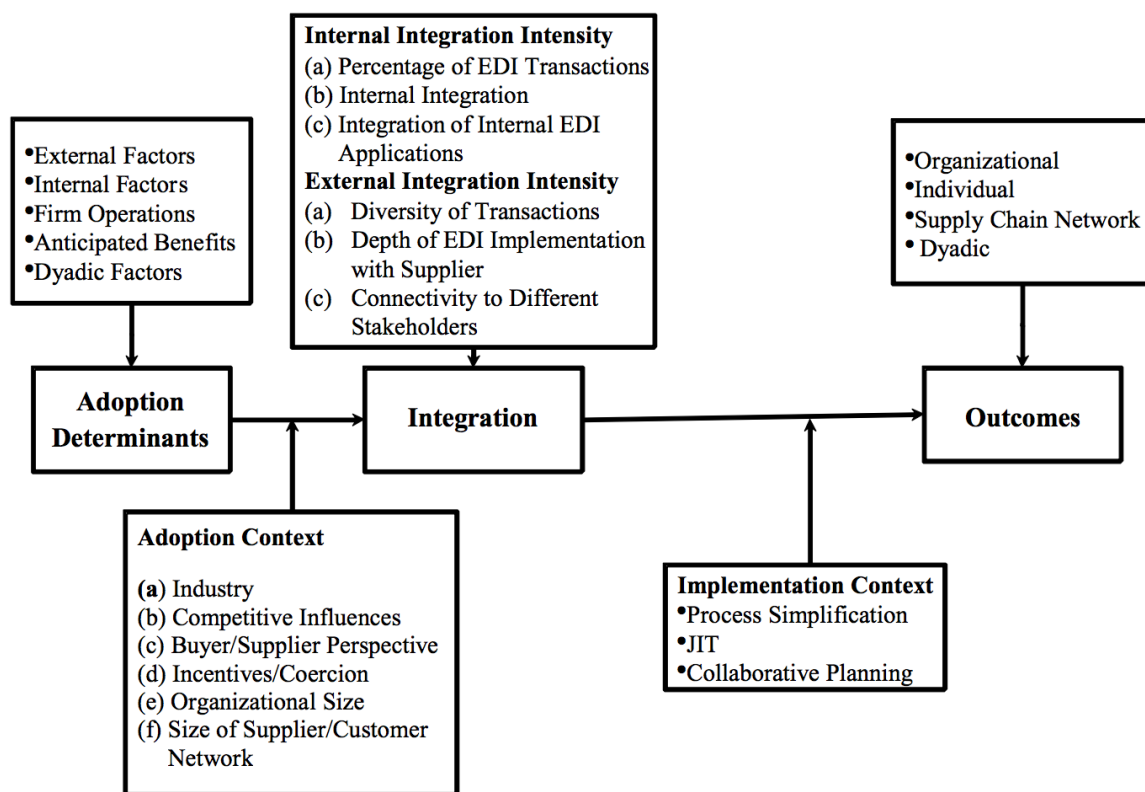 •External Factors
•Internal Factors
•Firm Operations
•Anticipated Benefits
•Dyadic Factors
Internal Integration Intensity
(a) Percentage of EDI Transactions
(b) Internal Integration
(c) Integration of Internal EDI
Applications
External Integration Intensity
(a) Diversity of Transactions
(b) Depth of EDI Implementation
with Supplier
(c) Connectivity to Different
Stakeholders
•Organizational
•Individual
•Supply Chain Network
• Dyadic
Adoption
Determinants
Integration
Outcomes
Adoption Context
(a) Industry
(b) Competitive Influences
(c) Buyer/Supplier Perspective
(d) Incentives/Coercion
(e) Organizational Size
(f) Size of Supplier/Customer
Network
Implementation Context
•Process Simplification
•JIT
•Collaborative Planning